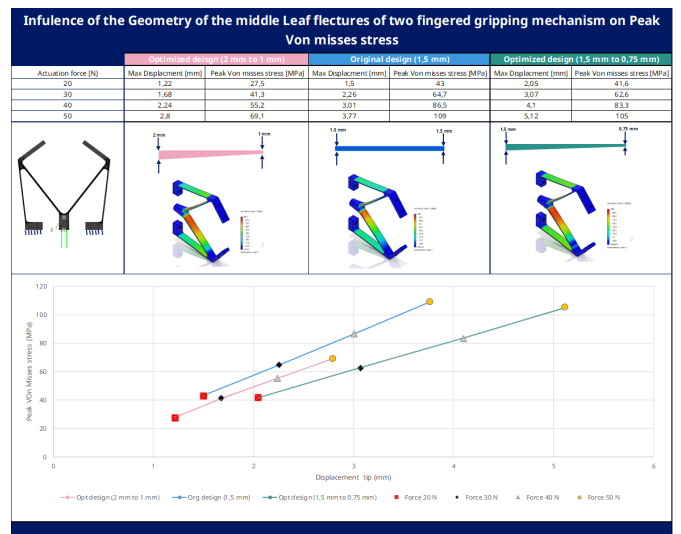 Infulence of the Geometry of the middle Leaf flectures of two fingered gripping mechanism on Peak
Von misses stress
Optimized deisgn (2 mm to 1 mm) Original design (1,5 mm) Optimized design (1,5 mm to 0,75 mm)
Actuation force [N] Max Displacment [mm] Peak Von misses stress [MPa] Max Displacment [mm] Peak Von misses stress [MPa] Max Displacment [mm] Peak Von misses stress [MPa]
20 1,22 27,5 1,5 43 2,05 41,6
30 1,68 41,3 2,26 64,7 3,07 62,6
40 2,24 55,2 3,01 86,5 4,1 83,3
50 2,8 69,1 3,77 109 5,12 105
2 mm 1 mm 1.5 mm 1.5 mm 1.5 mm 0,75 mm
120
100
80
60
40
20
0
Peak VOn Misses stress (MPa)
0 1 2 3 4 5 6
Displacement tip (mm)
Opt design (2 mm to 1 mm) Org design (1.5 mm) Opt design (1,5 mm to 0,75 mm) Force 20 N Force 30 N Force 40 N Force 50 N